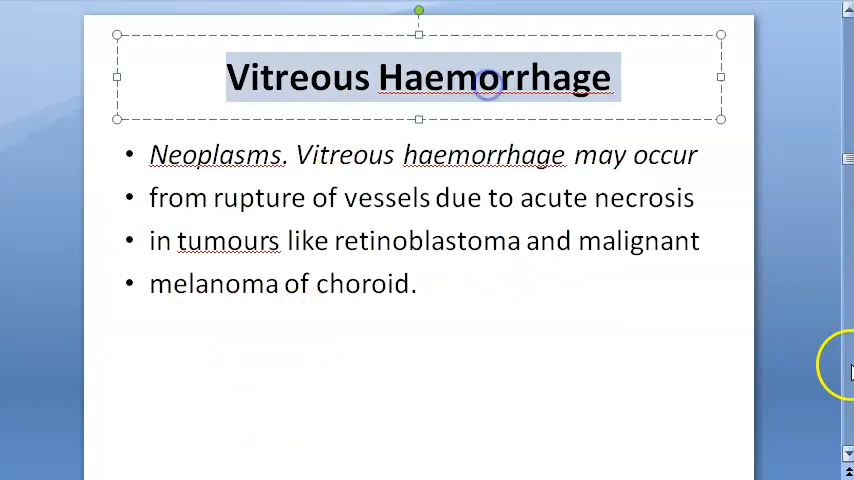 Vitreous Haemorrhage
• Neoplasms. Vitreous haemorrhage may occur
• from rupture of vessels due to acute necrosis
• in tumours like retinoblastoma and malignant
• melanoma of choroid.